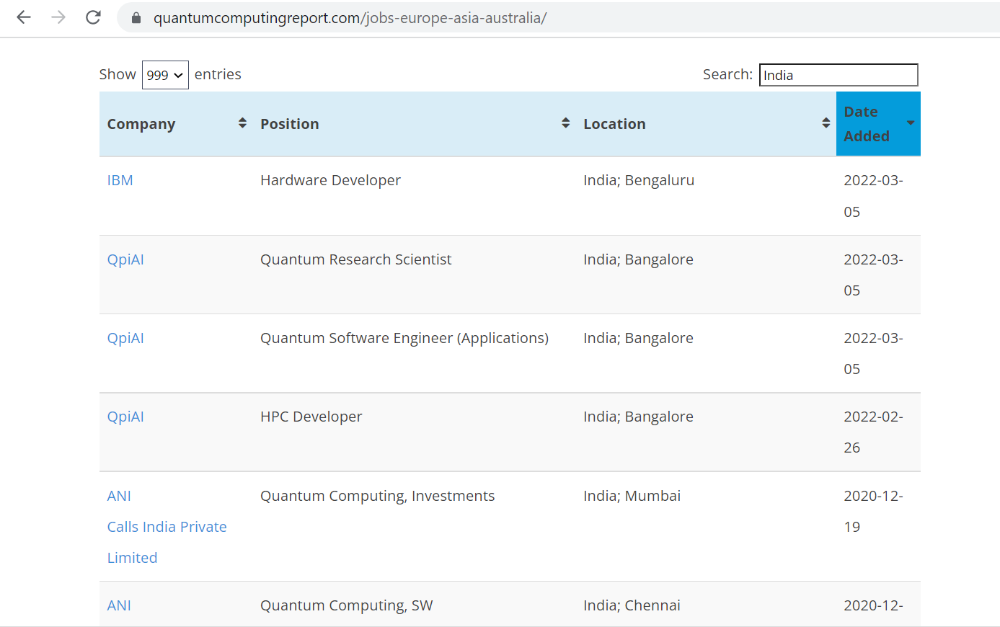 quantumcomputingreport.com/jobs-europe-asia-australia/
Show 999 entries Search: India
Company Position Location Date Added
IBM Hardware Developer India; Bengaluru 2022-03-
05
QpiAI Quantum Research Scientist India; Bangalore 2022-03-
05
QpiAI Quantum Software Engineer (Applications) India; Bangalore 2022-03-
05
QpiAI HPC Developer India; Bangalore 2022-02-
26
ANI Quantum Computing, Investments India; Mumbai 2020-12-
Calls India Private 19
Limited
ANI Quantum Computing, SW India; Chennai 2020-12-